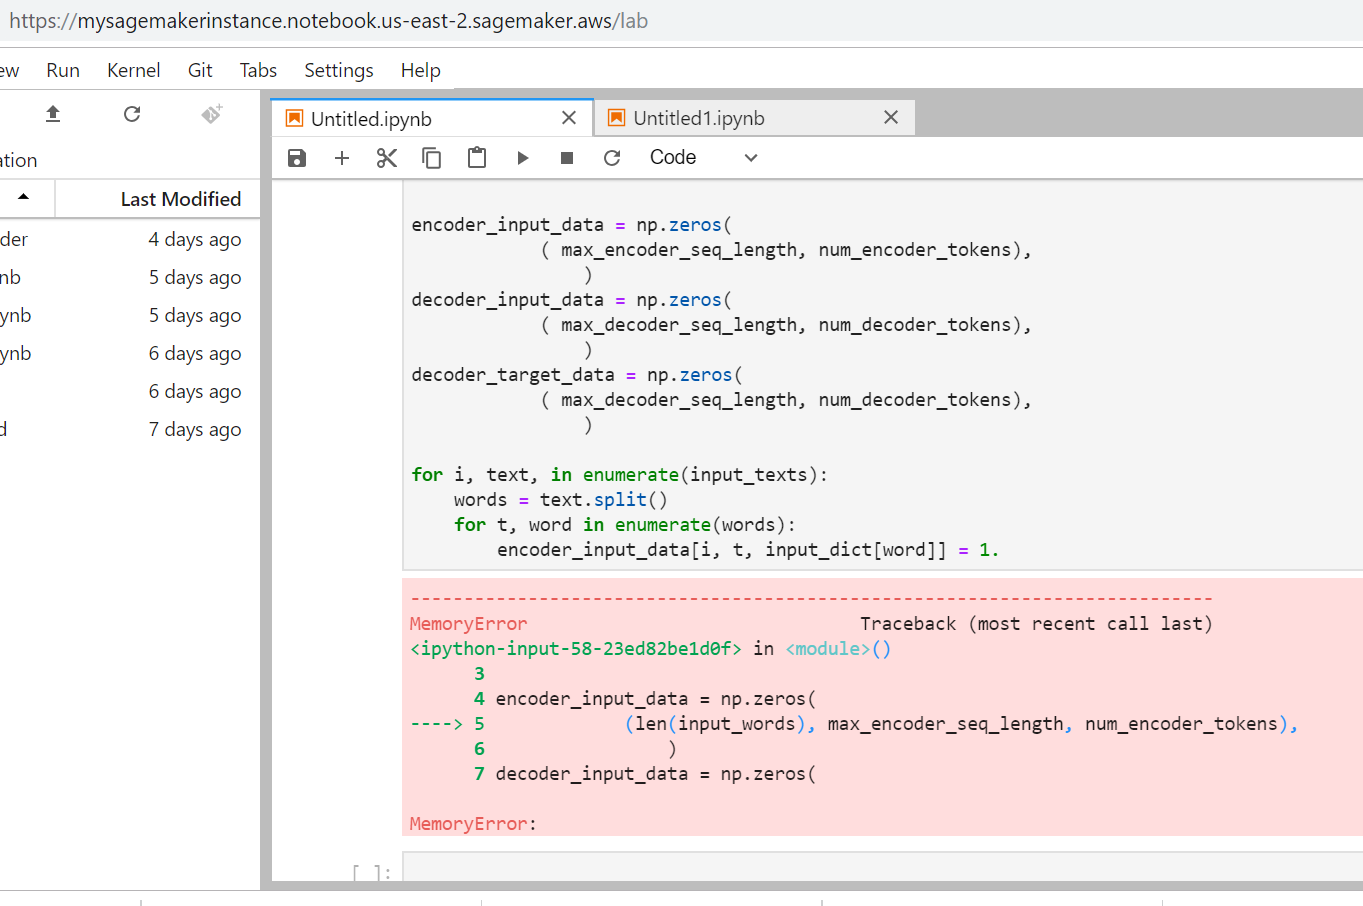 https://mysagemakerinstance.notebook.us-east-2.sagemaker.aws/lab
ew Run Kernel Git Tabs Settings Help
Untitled.ipynb
Untitled1.ipynb
ation
Code
Last Modified
der 4 days ago
nb 5 days ago
ynb 5 days ago
ynb 6 days ago
6 days ago
d 7 days ago
encoder_input_data = np.zeros(
( max_encoder_seq_length, num_encoder_tokens),
)
decoder_input_data = np.zeros(
( max_decoder_seq_length, num_decoder_tokens),
)
decoder_target_data = np.zeros(
( max_decoder_seq_length, num_decoder_tokens),
)
for i, text, in enumerate(input_texts):
words = text.split()
for t, word in enumerate(words):
encoder_input_data[i, t, input_dict[word]] = 1.
---------------------------------------------------------------------------
MemoryError Traceback (most recent call last)
<ipython-input-58-23ed82be1d0f> in <module>()
3
4 encoder_input_data = np.zeros(
----> 5 (len(input_words), max_encoder_seq_length, num_encoder_tokens),
6 )
7 decoder_input_data = np.zeros(
MemoryError:
[ ]: